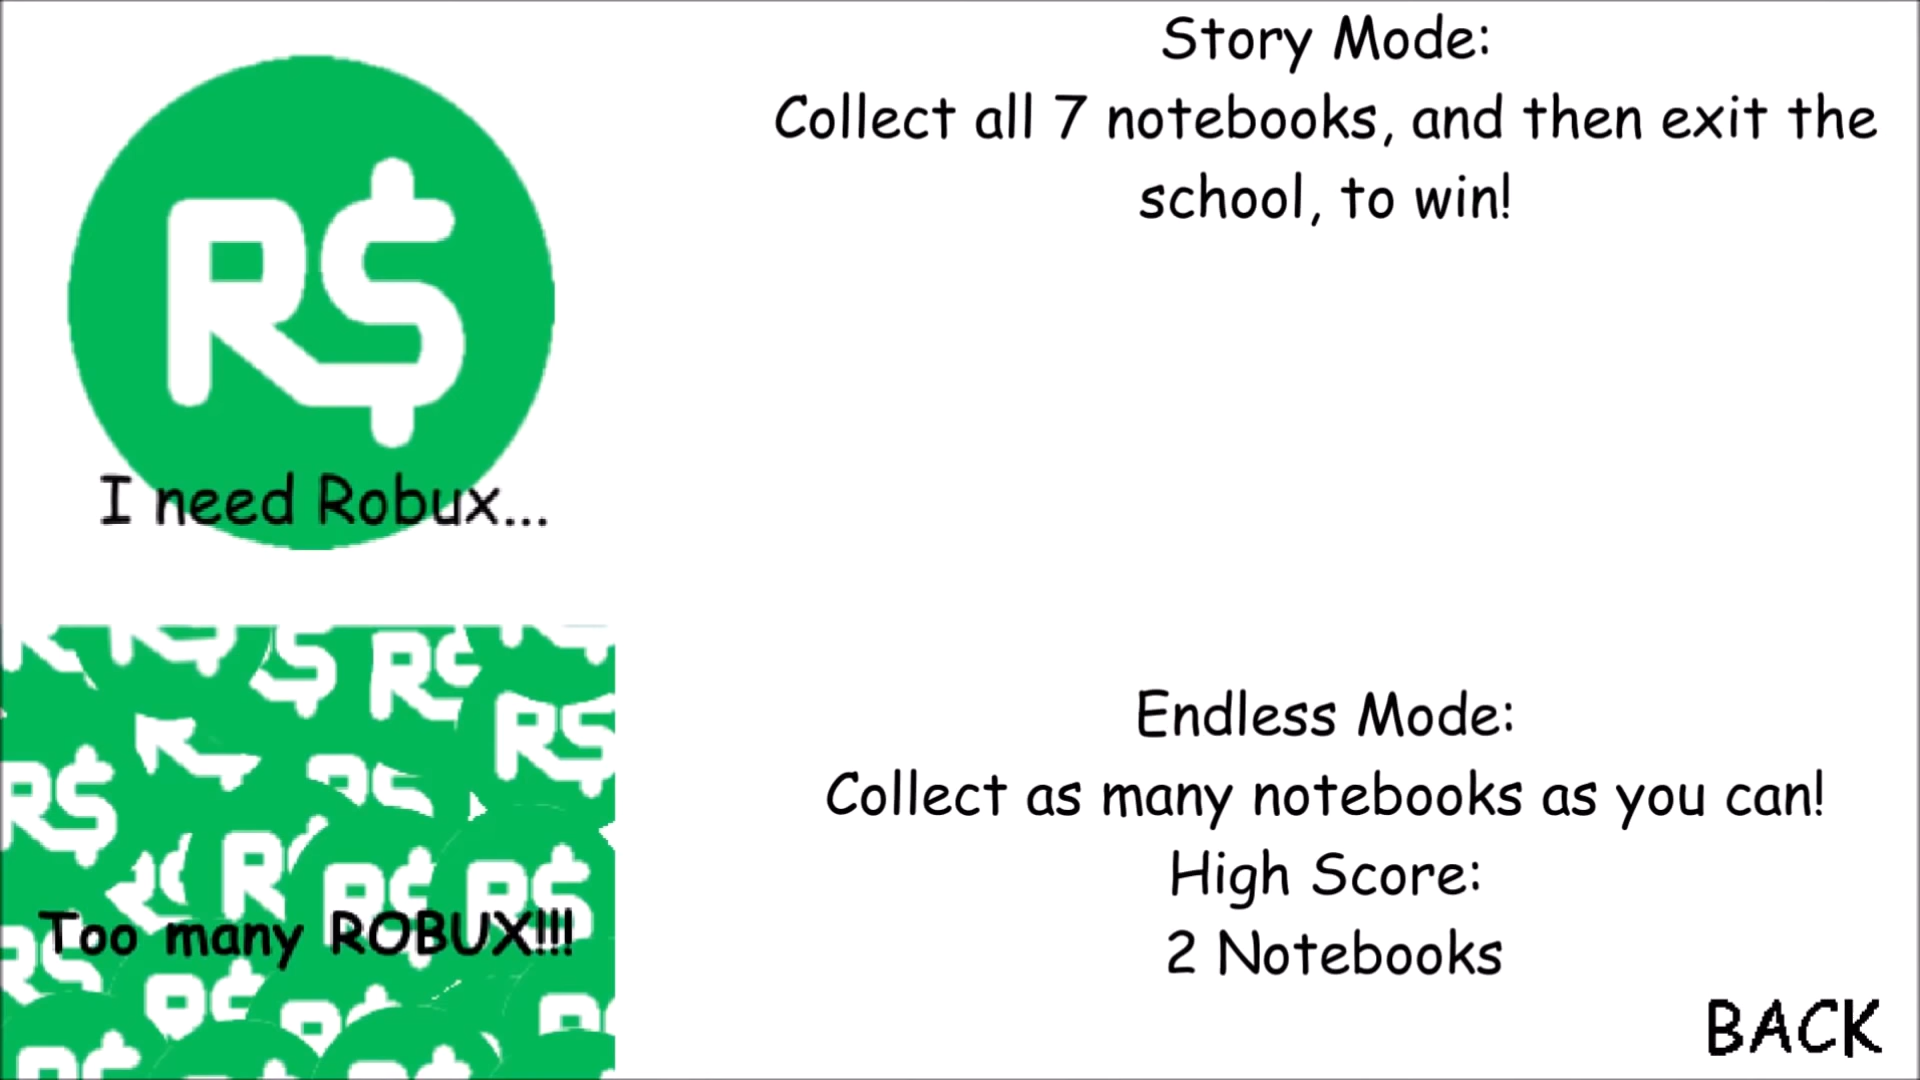 R$
I need Robux...
Story Mode:
Collect all 7 notebooks, and then exit the
school, to win!
Too many ROBUX!!!
Endless Mode:
Collect as many notebooks as you can!
High Score:
2 Notebooks
BACK